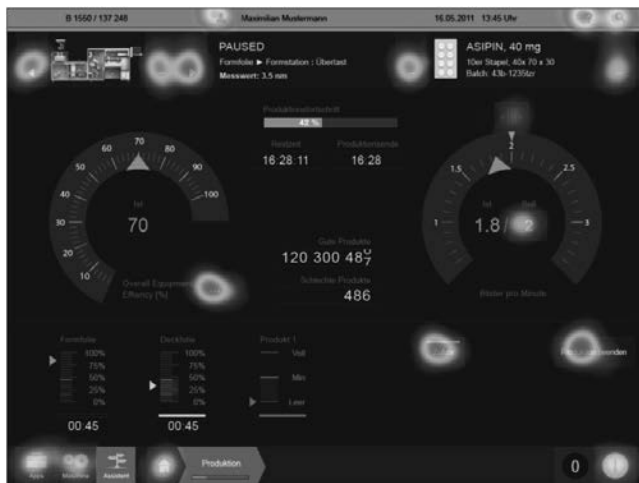 B 1560 / 137 248
Maximilian Mustermann
16.05.2011 13:45 Uhr
PAUSED
Formfolie ► Formstation : Übertast
Messwert: 3.5 nm
ASIPIN, 40 mg
10er Stapel, 40x 70 x 30
Batch: 43b-1235tzr
Produktionsfortschritt
42 %
Restzeit
Produktionsende
16:28:11
16:28
10
20
30
40
50
60
70
80
90
100
Ist
70
Overall Equipment
Effiency [%]
Gute Produkte
120 300 487
Schlechte Produkte
486
1
1.5
2
2.5
3
Ist
Soll
1.8 / 2
Blister pro Minute
Formfolie
100%
75%
50%
25%
0%
00:45
Deckfolie
100%
75%
50%
25%
0%
00:45
Produkt 1
Voll
Min
Leer
Apps
Assistent
Produktion
0